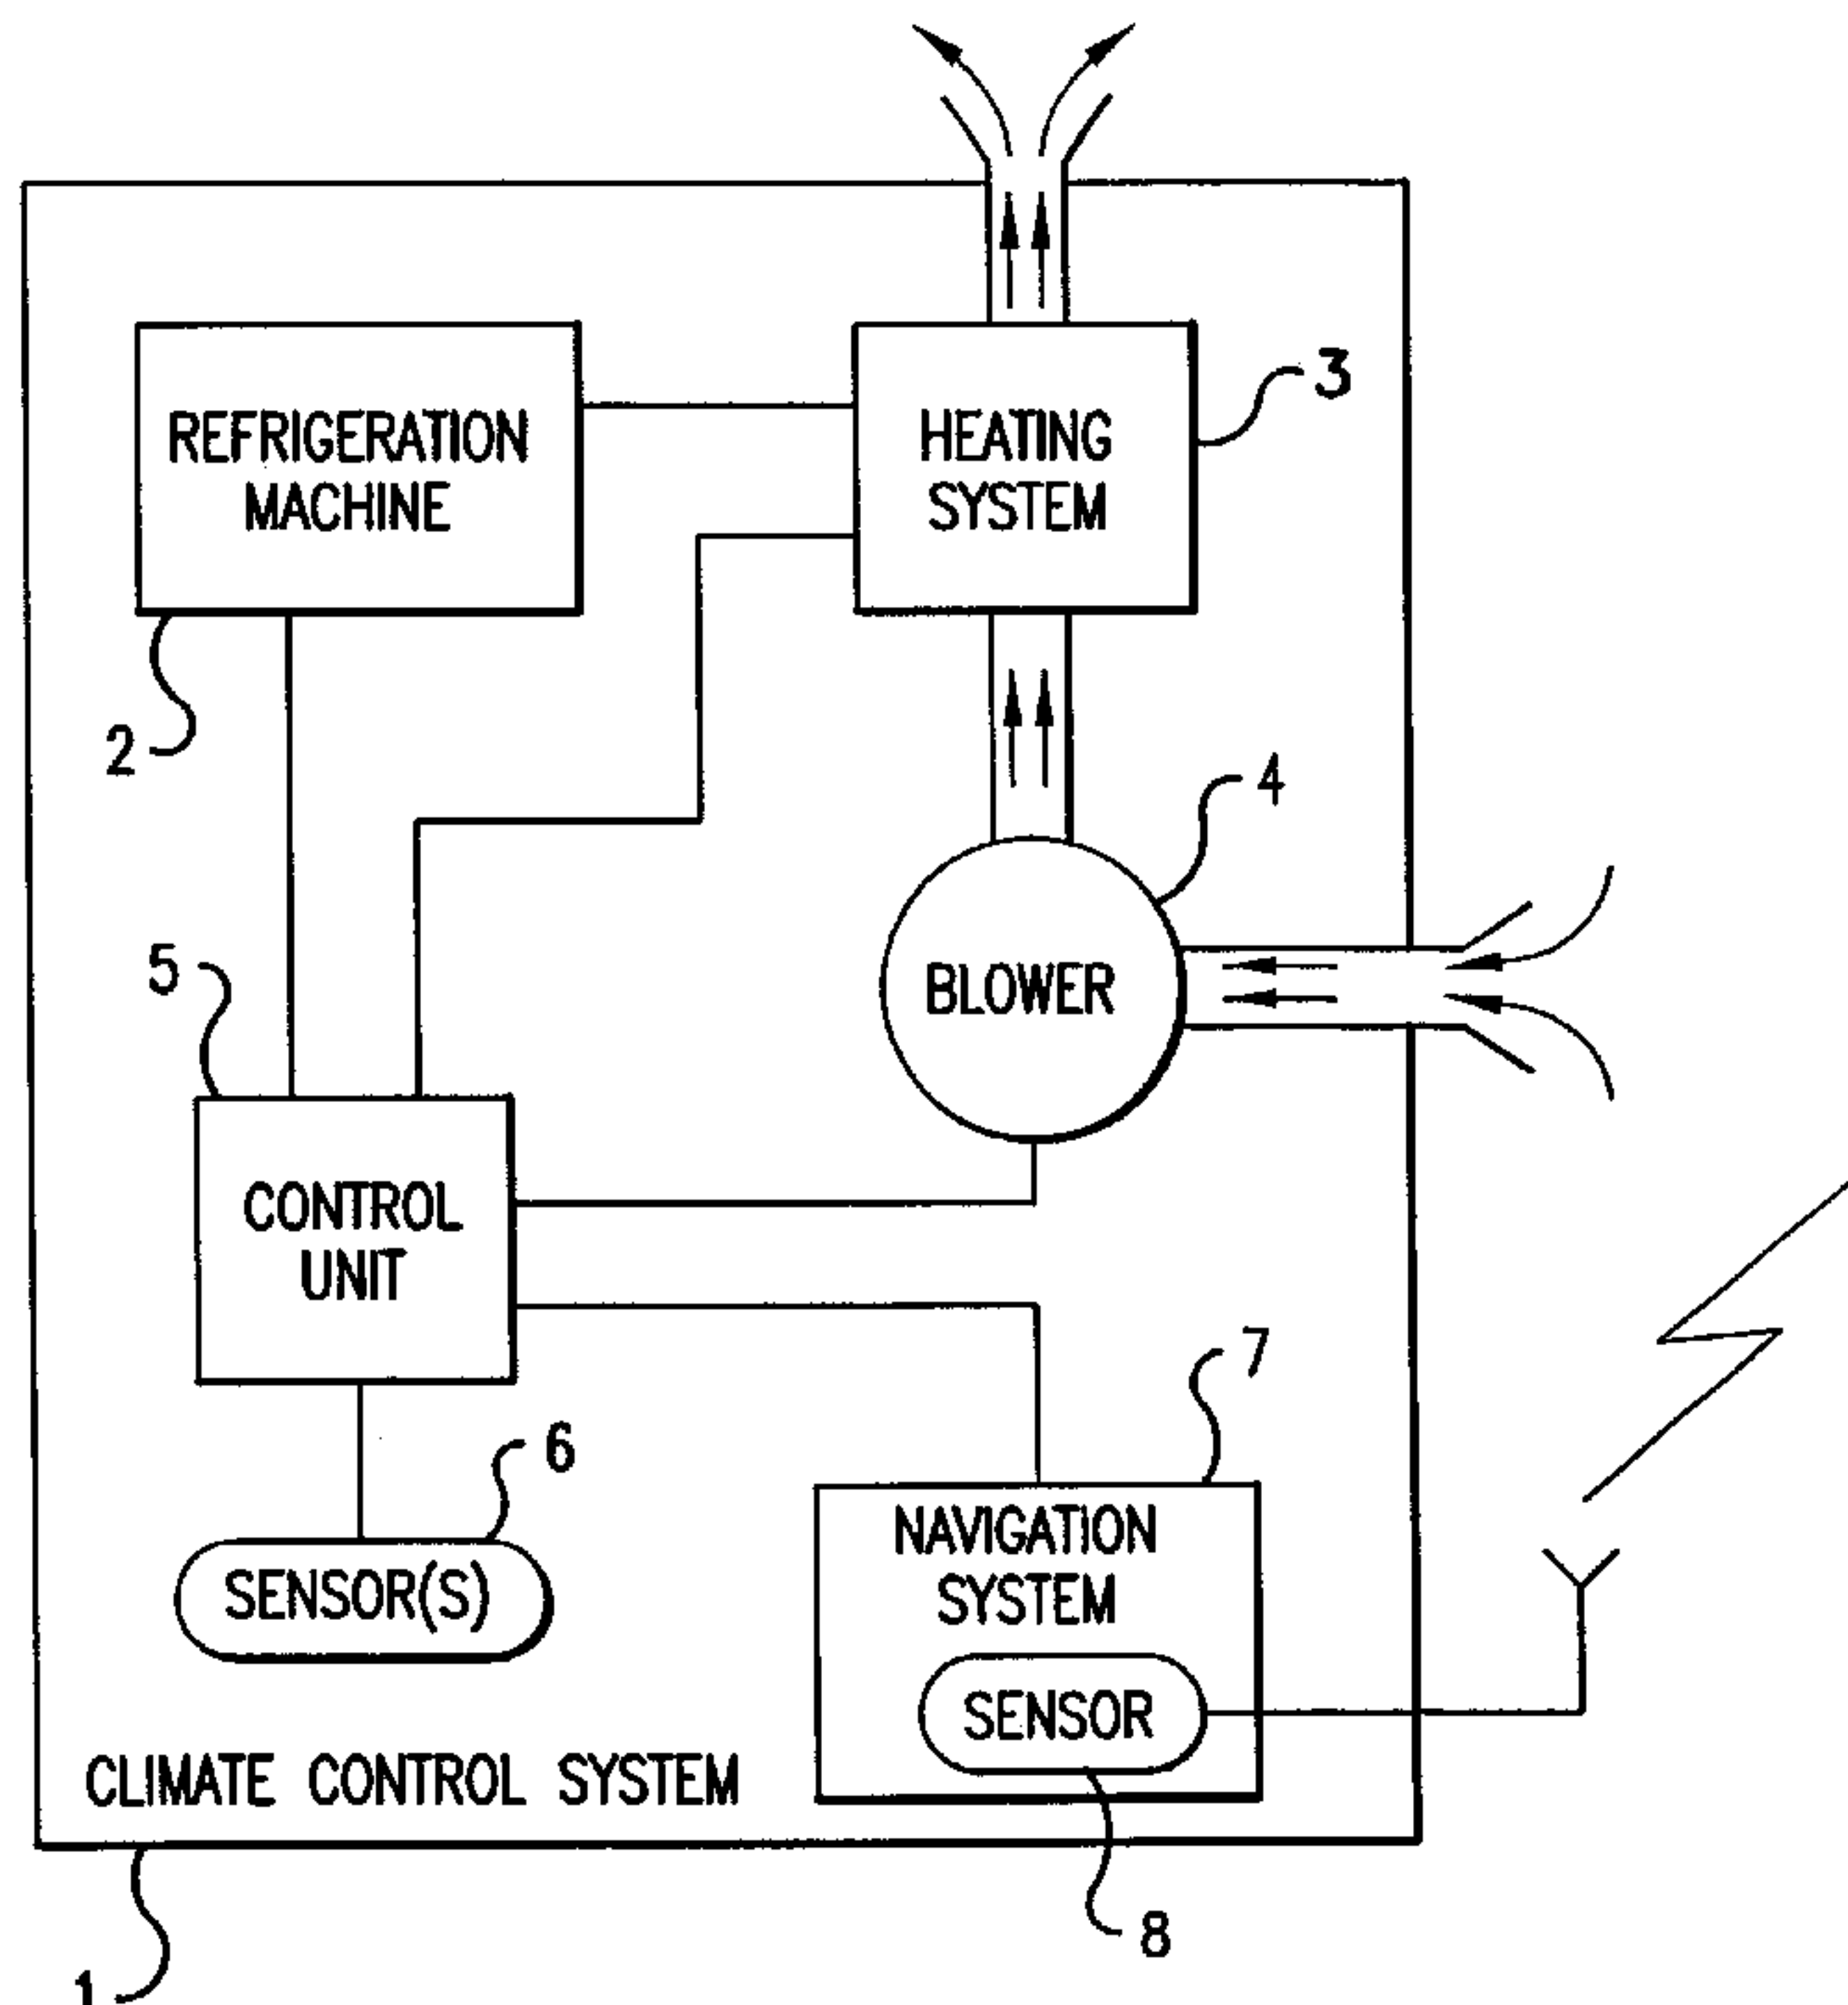 REFRIGERATION
MACHINE
2
HEATING
SYSTEM
3
4
BLOWER
5
CONTROL
UNIT
6
SENSOR(S)
7
NAVIGATION
SYSTEM
SENSOR
8
CLIMATE CONTROL SYSTEM
1